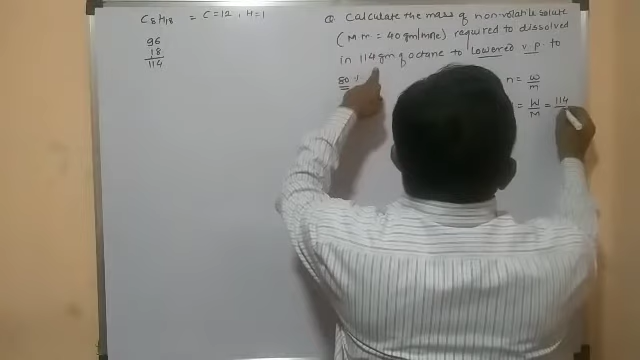 C8H18 = C=12, H=1
96
18
114
Q. Calculate the mass of non-volatile solute
(M.m. = 40 gm/mole) required to dissolved
in 114 gm of octane to lowered v.p. to
80
n = w/m
= w/m = 114